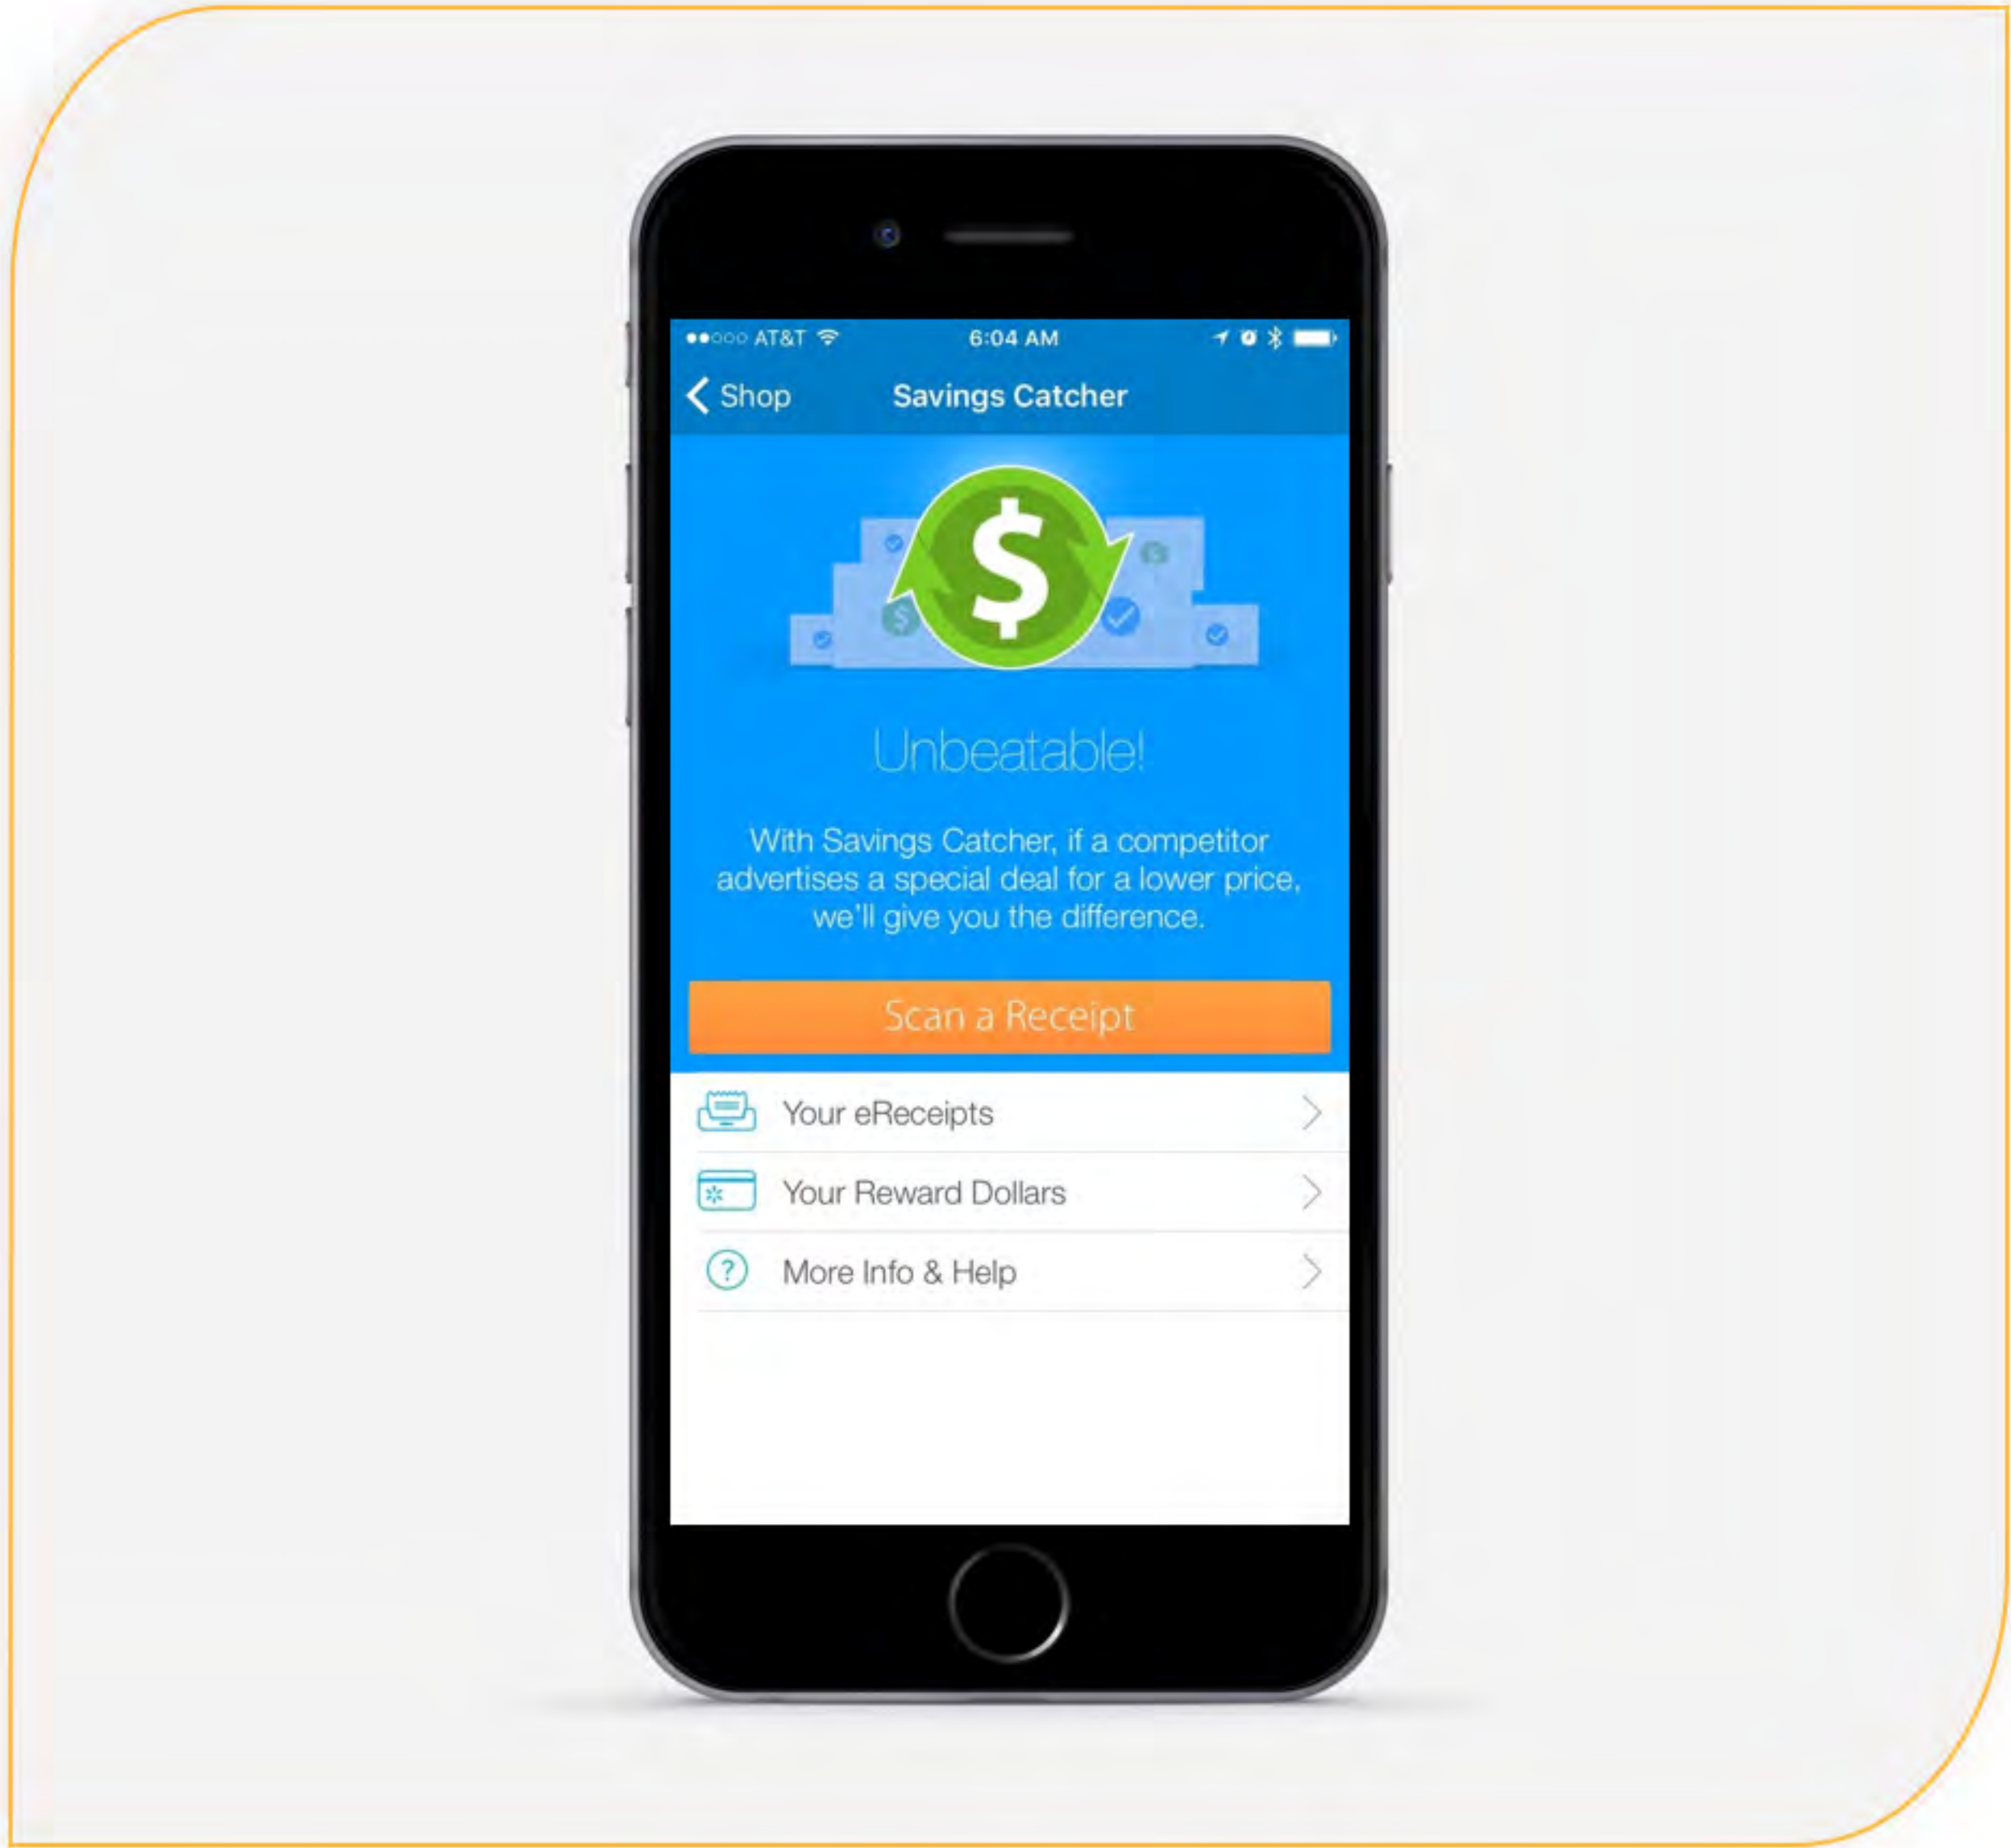 AT&T 6:04 AM
Shop Savings Catcher
$
Unbeatable!
With Savings Catcher, if a competitor
advertises a special deal for a lower price,
we'll give you the difference.
Scan a Receipt
Your eReceipts
Your Reward Dollars
More Info & Help